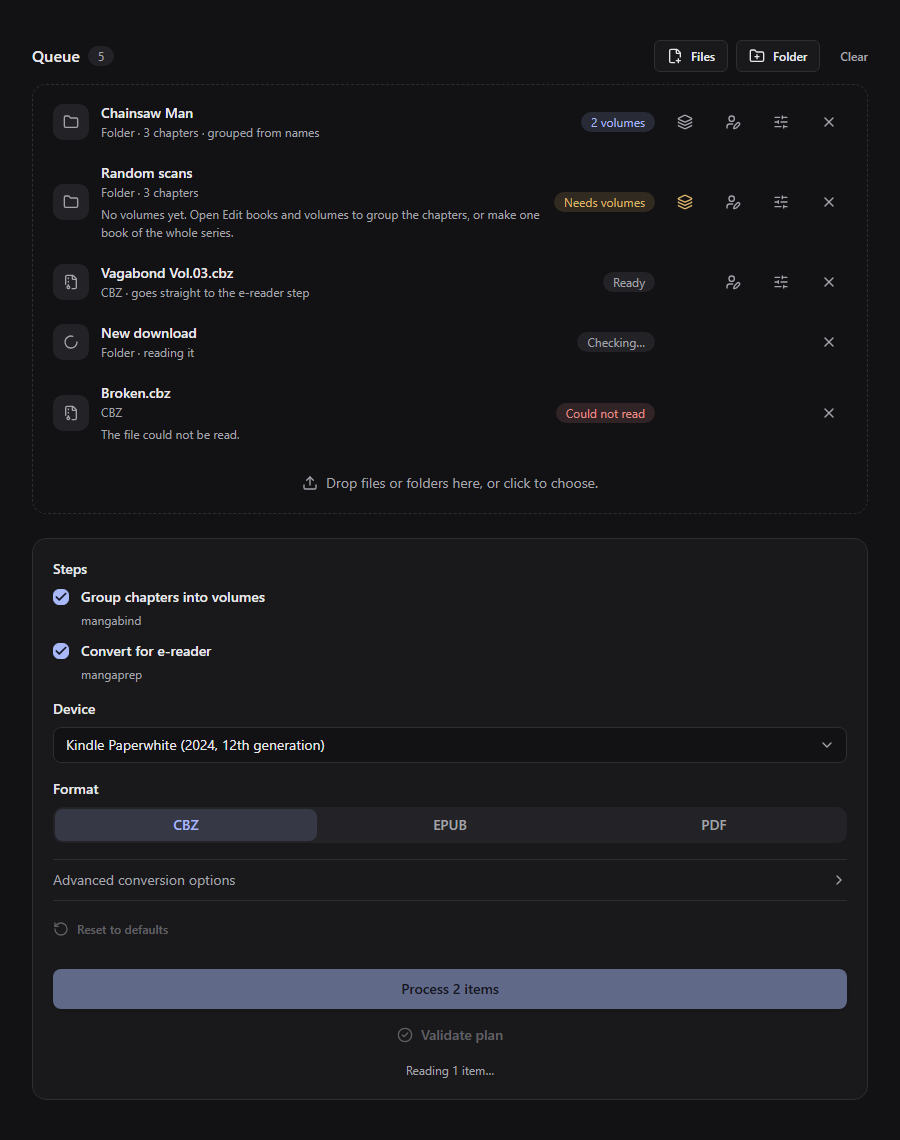 Queue 5 Files Folder Clear
Chainsaw Man
Folder · 3 chapters · grouped from names
2 volumes
Random scans
Folder · 3 chapters
No volumes yet. Open Edit books and volumes to group the chapters, or make one
book of the whole series.
Needs volumes
Vagabond Vol.03.cbz
CBZ · goes straight to the e-reader step
Ready
New download
Folder · reading it
Checking...
Broken.cbz
CBZ
The file could not be read.
Could not read
Drop files or folders here, or click to choose.
Steps
Group chapters into volumes
mangabind
Convert for e-reader
mangaprep
Device
Kindle Paperwhite (2024, 12th generation)
Format
CBZ EPUB PDF
Advanced conversion options
Reset to defaults
Process 2 items
Validate plan
Reading 1 item...